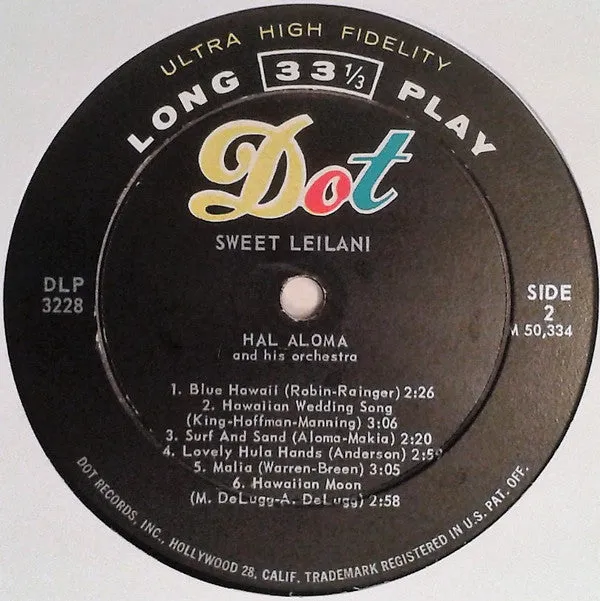 ULTRA HIGH FIDELITY
LONG 33 1/3 PLAY
Dot
SWEET LEILANI
DLP
3228
SIDE
2
M 50,334
HAL ALOMA
and his orchestra
1. Blue Hawaii (Robin-Rainger) 2:26
2. Hawaiian Wedding Song
(King-Hoffman-Manning) 3:06
3. Surf And Sand (Aloma-Makia) 2:20
4. Lovely Hula Hands (Anderson)
5. Malia (Warren-Breen) 3:05
6. Hawaiian Moon
(M. DeLugg-A. DeLugg) 2:58
DOT RECORDS, INC., HOLLYWOOD 28, CALIF. TRADEMARK REGISTERED IN U.S. PAT. OFF.